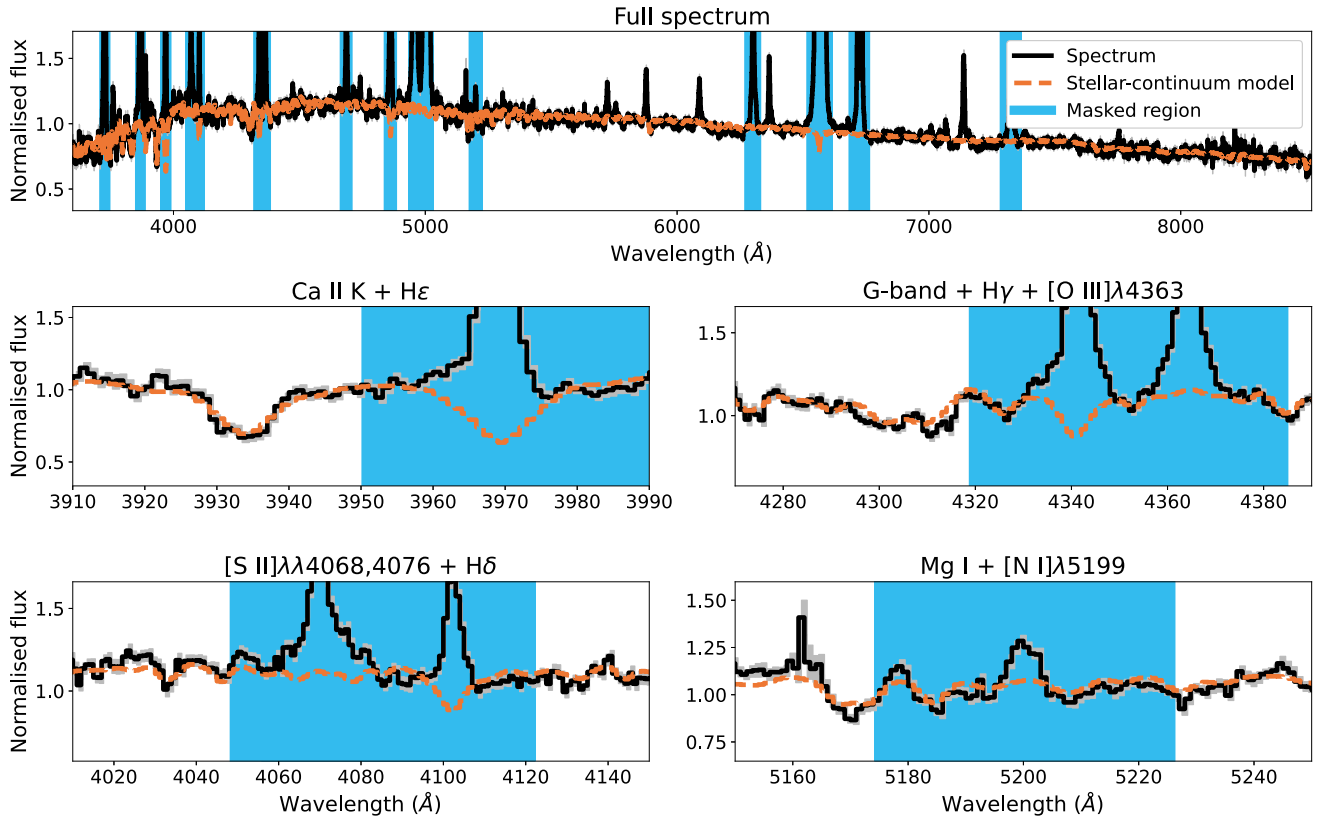 Full spectrum
Normalised flux
1.5
1.0
0.5
Spectrum
Stellar-continuum model
Masked region
4000 5000 6000 7000 8000
Wavelength (Å)
Ca II K + Hε
Normalised flux
1.5
1.0
0.5
3910 3920 3930 3940 3950 3960 3970 3980 3990
G-band + Hγ + [O III]λ4363
1.5
1.0
4280 4300 4320 4340 4360 4380
[S II]λλ4068,4076 + Hδ
Normalised flux
1.5
1.0
4020 4040 4060 4080 4100 4120 4140
Wavelength (Å)
Mg I + [N I]λ5199
1.50
1.25
1.00
0.75
5160 5180 5200 5220 5240
Wavelength (Å)